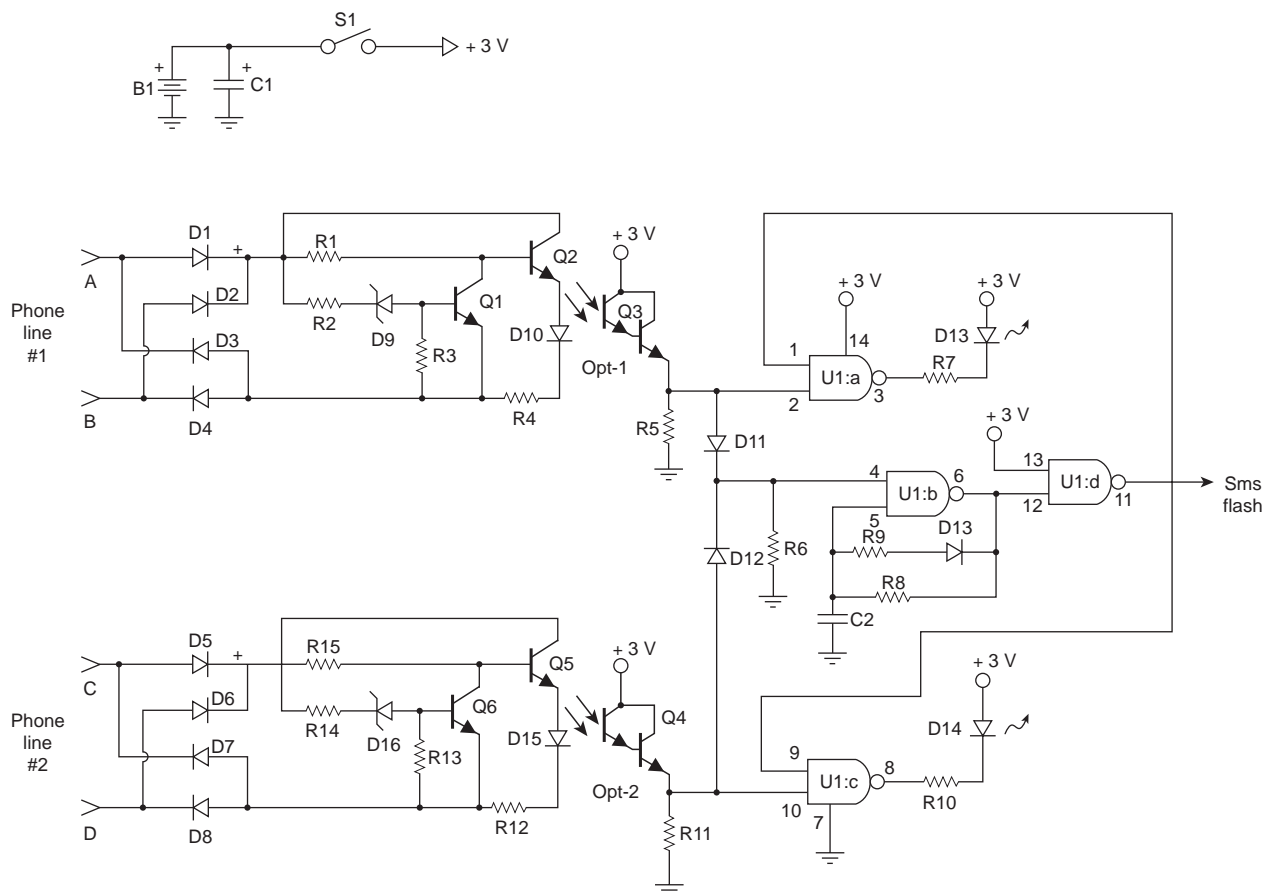 S1
+ 3 V
+
+
B1
C1
D1
+
R1
+ 3 V
Q2
A
D2
R2
D9
Q1
Q3
+ 3 V
+ 3 V
Phone
line
#1
D3
R3
D10
Opt-1
1
14
D13
U1:a
R7
3
2
B
D4
R4
R5
D11
+ 3 V
13
4
6
U1:d
Sms
flash
U1:b
12
11
5
D13
D12
R6
R9
R8
C2
D5
+
R15
+ 3 V
Q5
C
D6
R14
D16
Q6
Q4
+ 3 V
Phone
line
#2
D7
R13
D15
D14
9
Opt-2
U1:c
8
10
R10
7
D
D8
R12
R11